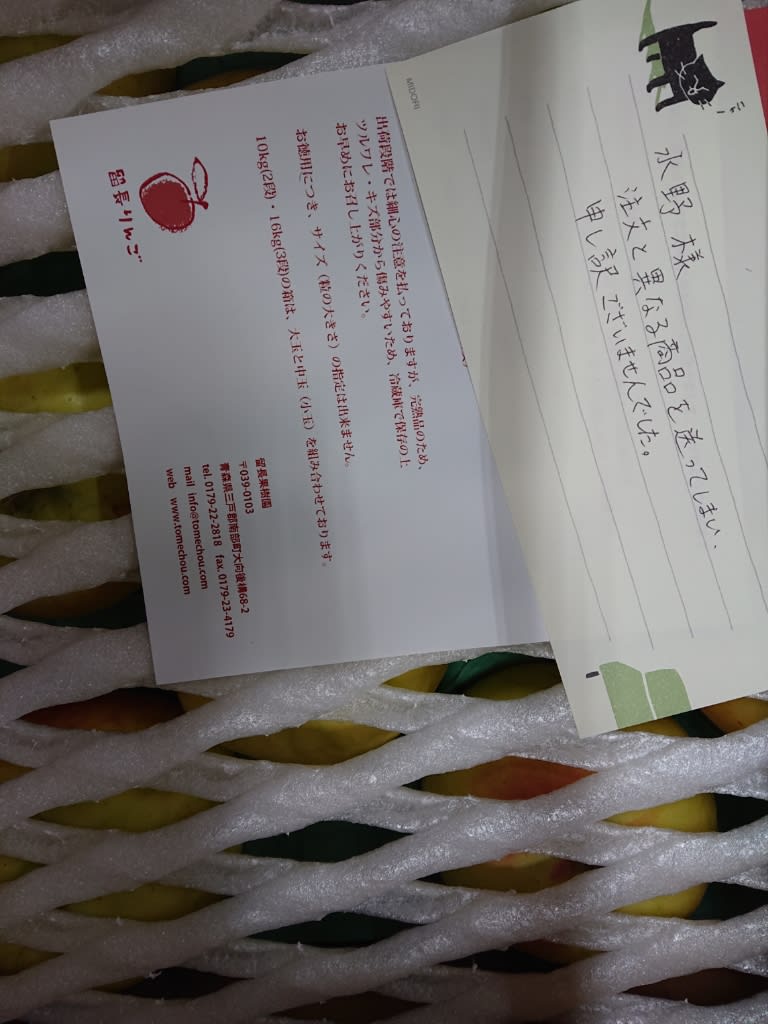 MIDORI
水野 様
注文と異なる商品を送ってしまい、
申し訳ございませんでした。
出荷段階では細心の注意を払っておりますが、完熟品のため、
ツルワレ・キズ部分から傷みやすいため、冷蔵庫で保存の上
お早めにお召し上がりください。
お徳用につき、サイズ（粒の大きさ）の指定は出来ません。
10kg(2段)・16kg(3段)の箱は、大玉と中玉（小玉）を組み合わせております。
留長りんご
留長果樹園
〒039-0103
青森県三戸郡南部町大向後構68-2
tel. 0179-22-2818 fax. 0179-23-4179
mail info@tomechou.com
web www.tomechou.com